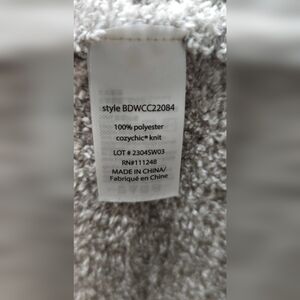 style BDWCC22084
100% polyester
cozychic® knit
LOT # 2304SW03
RN#111248
MADE IN CHINA/
Fabriqué en Chine